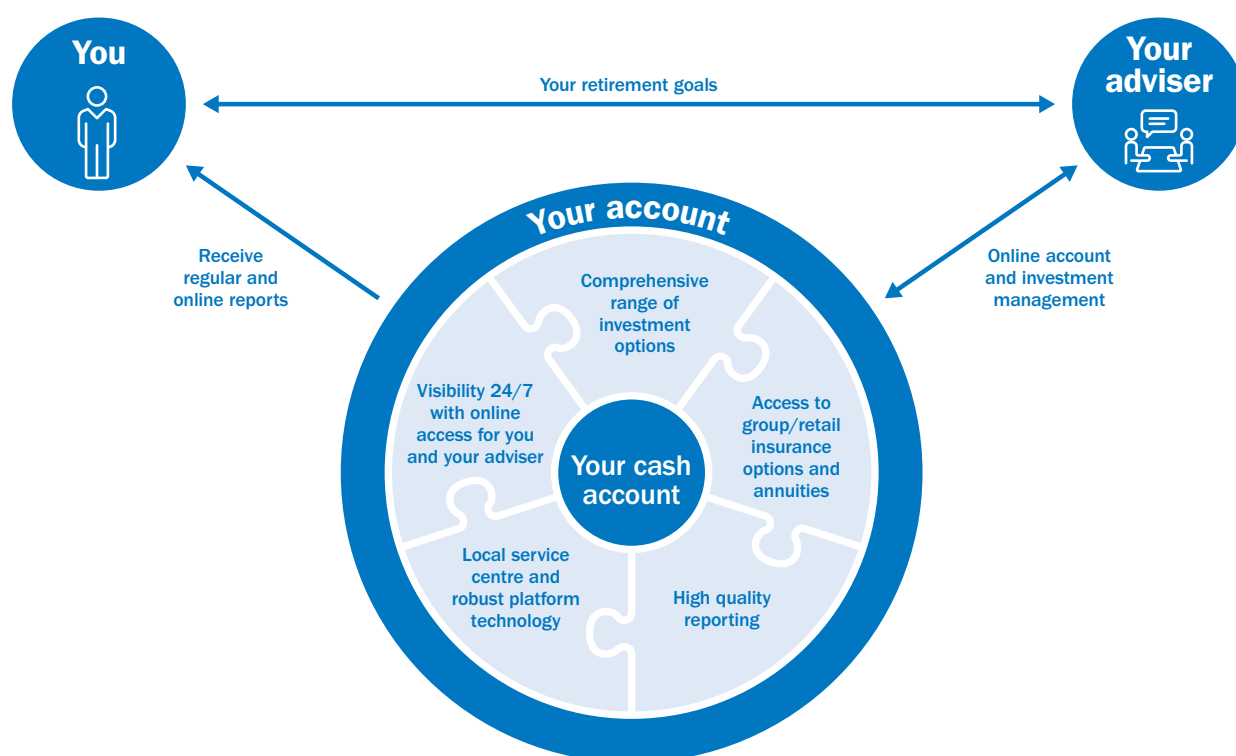 You
Your
adviser
Your retirement goals
Your account
Receive
regular and
online reports
Online account
and investment
management
Comprehensive
range of
investment
options
Visibility 24/7
with online
access for you
and your adviser
Access to
group/retail
insurance
options and
annuities
Your cash
account
Local service
centre and
robust platform
technology
High quality
reporting